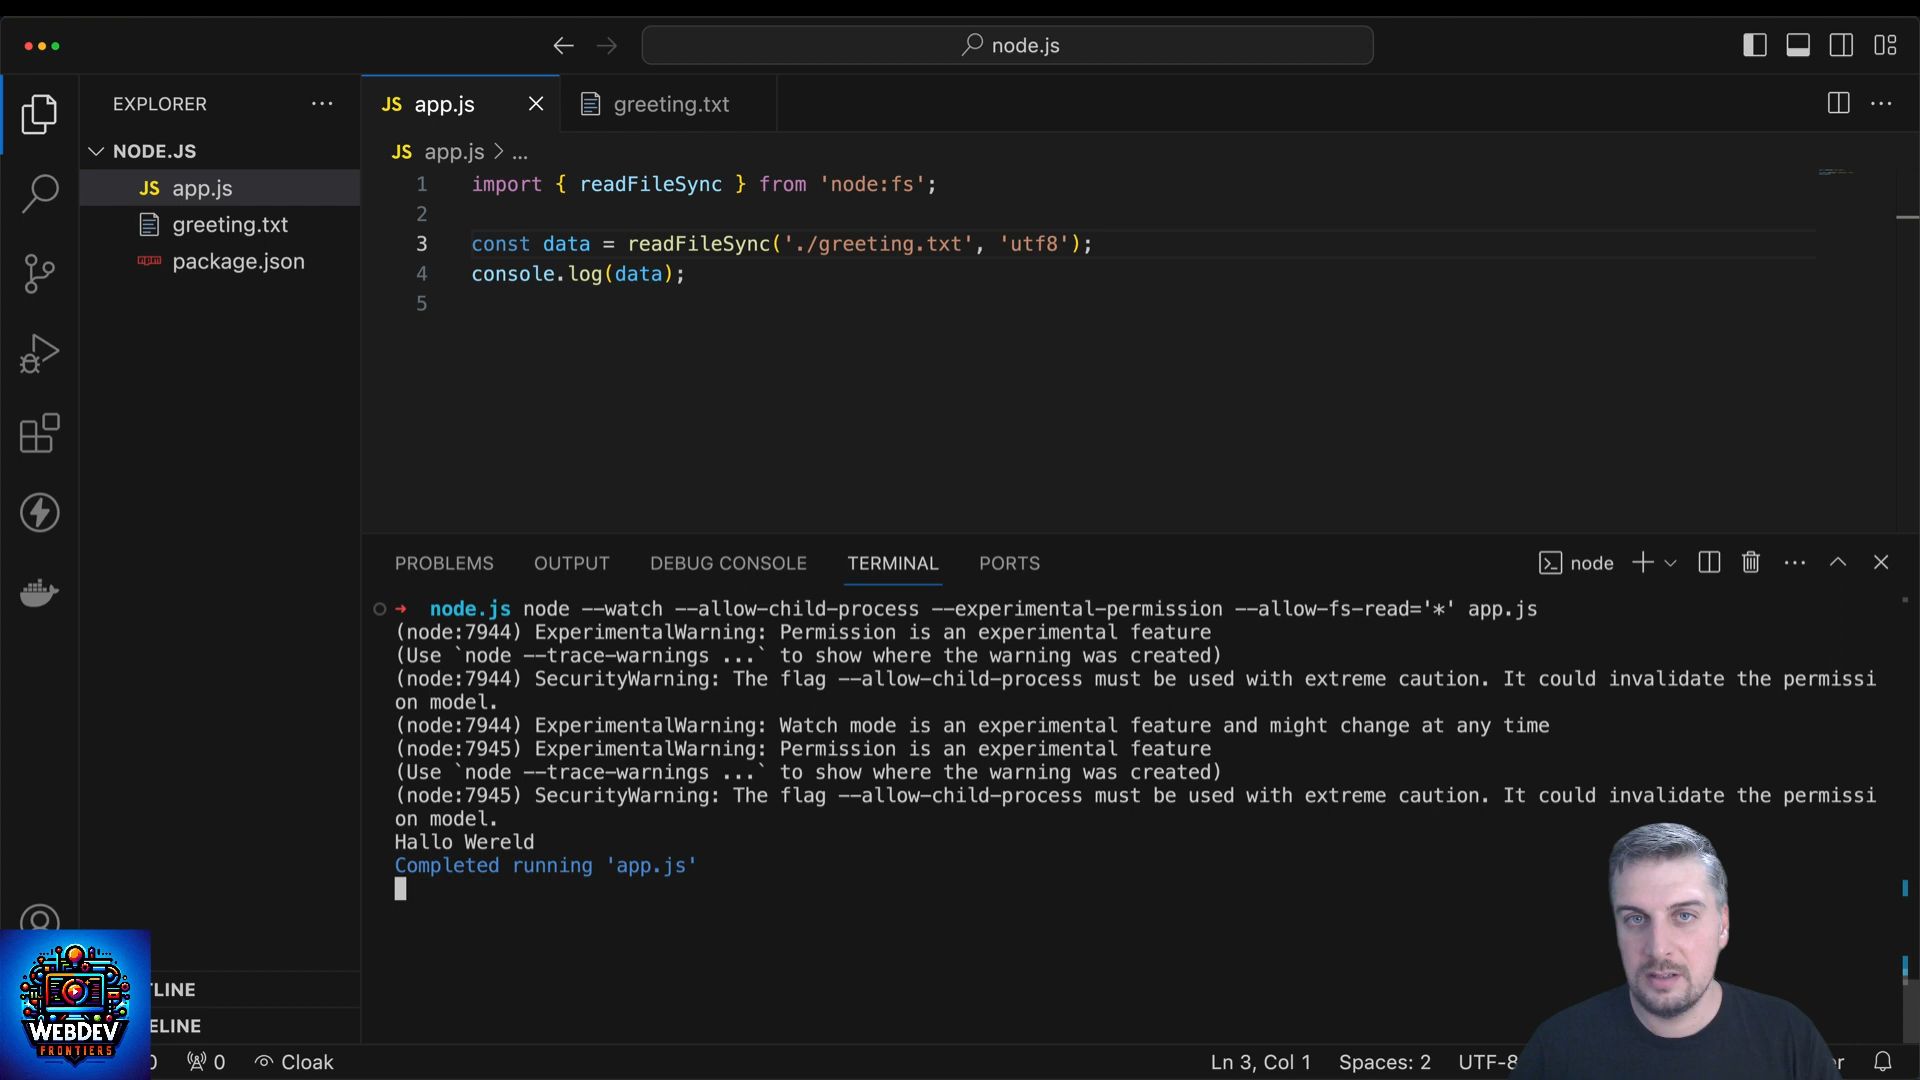 node.js
EXPLORER
NODE.JS
JS app.js
greeting.txt
package.json
JS app.js
greeting.txt
JS app.js > ...
1 import { readFileSync } from 'node:fs';
2
3 const data = readFileSync('./greeting.txt', 'utf8');
4 console.log(data);
5
PROBLEMS OUTPUT DEBUG CONSOLE TERMINAL PORTS
node
node.js node --watch --allow-child-process --experimental-permission --allow-fs-read='*' app.js
(node:7944) ExperimentalWarning: Permission is an experimental feature
(Use `node --trace-warnings ...` to show where the warning was created)
(node:7944) SecurityWarning: The flag --allow-child-process must be used with extreme caution. It could invalidate the permissi
on model.
(node:7944) ExperimentalWarning: Watch mode is an experimental feature and might change at any time
(node:7945) ExperimentalWarning: Permission is an experimental feature
(Use `node --trace-warnings ...` to show where the warning was created)
(node:7945) SecurityWarning: The flag --allow-child-process must be used with extreme caution. It could invalidate the permissi
on model.
Hallo Wereld
Completed running 'app.js'
TLINE
ELINE
WEBDEV
FRONTIERS
0 Cloak
Ln 3, Col 1 Spaces: 2 UTF-8